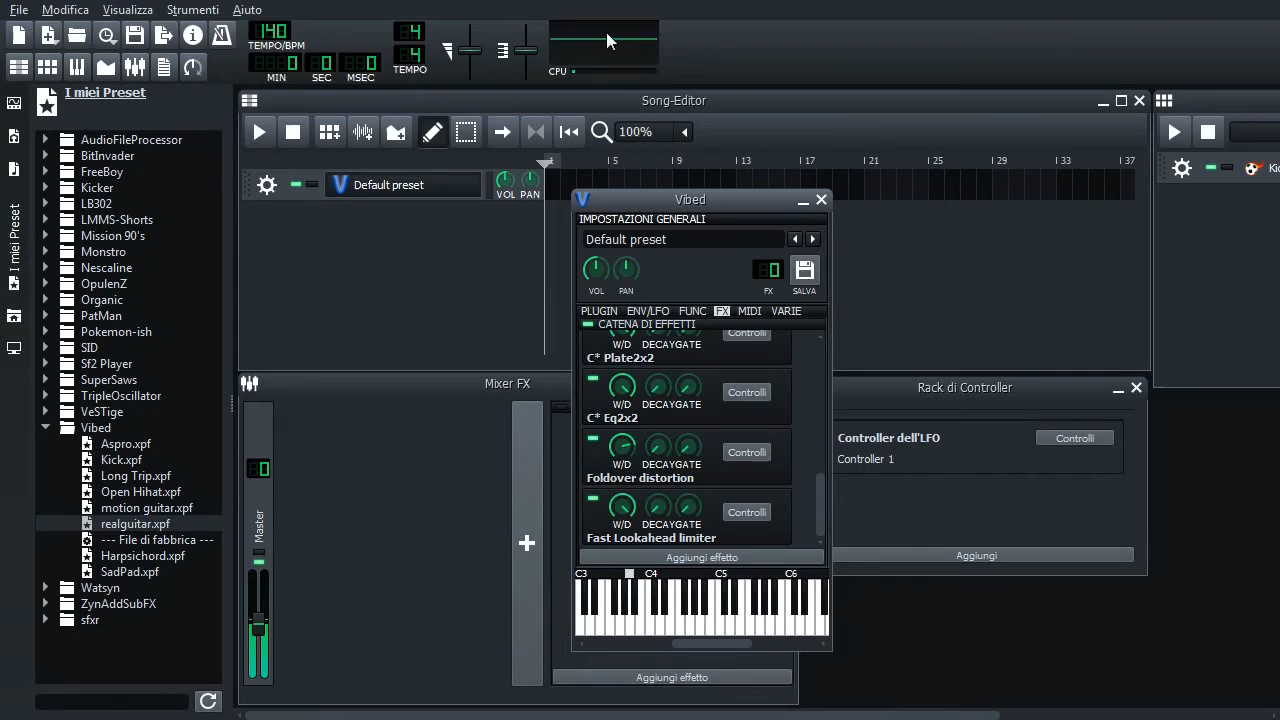 File Modifica Visualizza Strumenti Aiuto
140
TEMPO/BPM
4
4
TEMPO
0 0 0
MIN SEC MSEC
CPU
I miei Preset
I miei Preset
AudioFileProcessor
BitInvader
FreeBoy
Kicker
LB302
LMMS-Shorts
Mission 90's
Monstro
Nescaline
OpulenZ
Organic
PatMan
Pokemon-ish
SID
Sf2 Player
SuperSaws
TripleOscillator
VeSTige
Vibed
Aspro.xpf
Kick.xpf
Long Trip.xpf
Open Hihat.xpf
motion guitar.xpf
realguitar.xpf
--- File di fabbrica ---
Harpsichord.xpf
SadPad.xpf
Watsyn
ZynAddSubFX
sfxr
Song-Editor
100%
1 5 9 13 17 21 25 29 33 37
Default preset
VOL PAN
Vibed
IMPOSTAZIONI GENERALI
Default preset
0
VOL PAN FX SALVA
PLUGIN ENV/LFO FUNC FX MIDI VARIE
CATENA DI EFFETTI
W/D DECAY GATE Controlli
C* Plate2x2
W/D DECAY GATE Controlli
C* Eq2x2
W/D DECAY GATE Controlli
Foldover distortion
W/D DECAY GATE Controlli
Fast Lookahead limiter
Aggiungi effetto
C3 C4 C5 C6
Mixer FX
0
Master
Aggiungi effetto
Rack di Controller
Controller dell'LFO
Controlli
Controller 1
Aggiungi